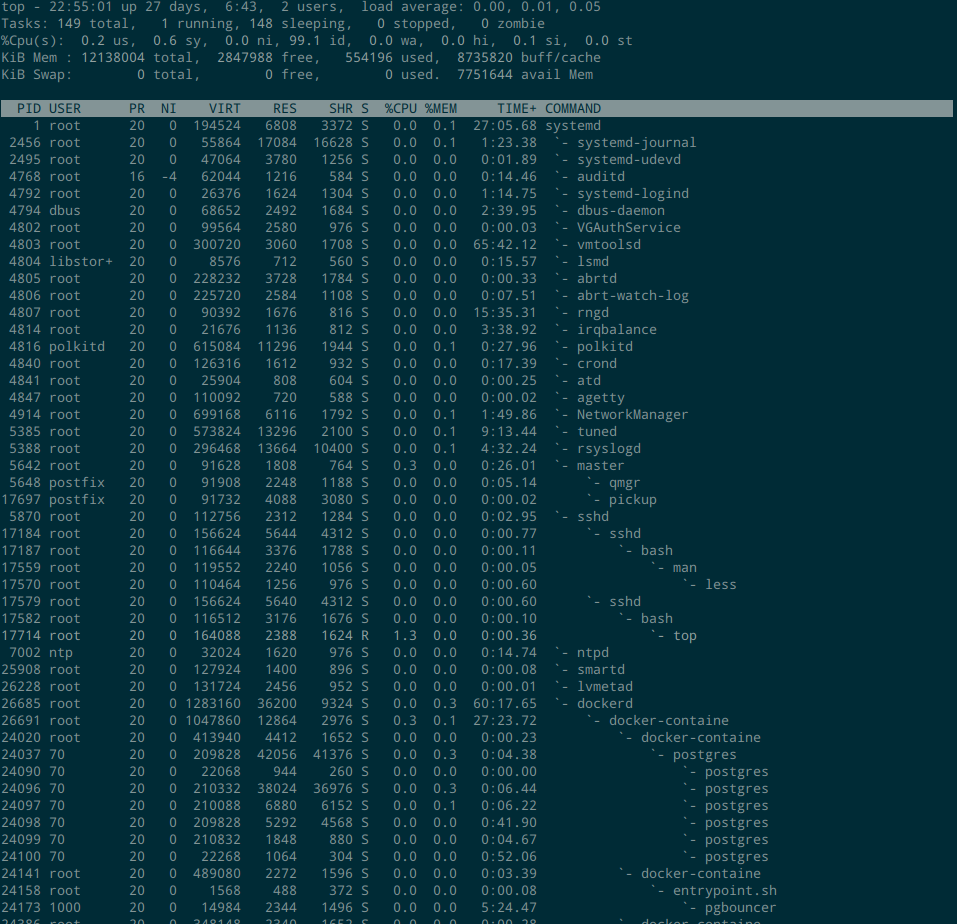 top - 22:55:01 up 27 days,  6:43,  2 users,  load average: 0.00, 0.01, 0.05
Tasks: 149 total,   1 running, 148 sleeping,   0 stopped,   0 zombie
%Cpu(s):  0.2 us,  0.6 sy,  0.0 ni, 99.1 id,  0.0 wa,  0.0 hi,  0.1 si,  0.0 st
KiB Mem : 12138004 total,  2847988 free,   554196 used,  8735820 buff/cache
KiB Swap:        0 total,        0 free,        0 used.  7751644 avail Mem
PID USER      PR  NI    VIRT    RES    SHR S  %CPU %MEM     TIME+ COMMAND
1 root      20   0  194524   6808   3372 S   0.0  0.1  27:05.68 systemd
2456 root      20   0   55864  17084  16628 S   0.0  0.1   1:23.38  `- systemd-journal
2495 root      20   0   47064   3780   1256 S   0.0  0.0   0:01.89  `- systemd-udevd
4768 root      16  -4   62044   1216    584 S   0.0  0.0   0:14.46  `- auditd
4792 root      20   0   26376   1624   1304 S   0.0  0.0   1:14.75  `- systemd-logind
4794 dbus      20   0   68652   2492   1684 S   0.0  0.0   2:39.95  `- dbus-daemon
4802 root      20   0   99564   2580    976 S   0.0  0.0   0:00.03  `- VGAuthService
4803 root      20   0  300720   3060   1708 S   0.0  0.0  65:42.12  `- vmtoolsd
4804 libstor+  20   0    8576    712    560 S   0.0  0.0   0:15.57  `- lsmd
4805 root      20   0  228232   3728   1784 S   0.0  0.0   0:00.33  `- abrtd
4806 root      20   0  225720   2584   1108 S   0.0  0.0   0:07.51  `- abrt-watch-log
4807 root      20   0   90392   1676    816 S   0.0  0.0  15:35.31  `- rngd
4814 root      20   0   21676   1136    812 S   0.0  0.0   3:38.92  `- irqbalance
4816 polkitd   20   0  615084  11296   1944 S   0.0  0.1   0:27.96  `- polkitd
4840 root      20   0  126316   1612    932 S   0.0  0.0   0:17.39  `- crond
4841 root      20   0   25904    808    604 S   0.0  0.0   0:00.25  `- atd
4847 root      20   0  110092    720    588 S   0.0  0.0   0:00.02  `- agetty
4914 root      20   0  699168   6116   1792 S   0.0  0.1   1:49.86  `- NetworkManager
5385 root      20   0  573824  13296   2100 S   0.0  0.1   9:13.44  `- tuned
5388 root      20   0  296468  13664  10400 S   0.0  0.1   4:32.24  `- rsyslogd
5642 root      20   0   91628   1808    764 S   0.3  0.0   0:26.01  `- master
5648 postfix   20   0   91908   2248   1188 S   0.0  0.0   0:05.14      `- qmgr
17697 postfix   20   0   91732   4088   3080 S   0.0  0.0   0:00.02      `- pickup
5870 root      20   0  112756   2312   1284 S   0.0  0.0   0:02.95  `- sshd
17184 root      20   0  156624   5644   4312 S   0.0  0.0   0:00.77      `- sshd
17187 root      20   0  116644   3376   1788 S   0.0  0.0   0:00.11          `- bash
17559 root      20   0  119552   2240   1056 S   0.0  0.0   0:00.05              `- man
17570 root      20   0  110464   1256    976 S   0.0  0.0   0:00.60                  `- less
17579 root      20   0  156624   5640   4312 S   0.0  0.0   0:00.60      `- sshd
17582 root      20   0  116512   3176   1676 S   0.0  0.0   0:00.10          `- bash
17714 root      20   0  164088   2388   1624 R   1.3  0.0   0:00.36              `- top
7002 ntp       20   0   32024   1620    976 S   0.0  0.0   0:14.74  `- ntpd
25908 root      20   0  127924   1400    896 S   0.0  0.0   0:00.08  `- smartd
26228 root      20   0  131724   2456    952 S   0.0  0.0   0:00.01  `- lvmetad
26685 root      20   0 1283160  36200   9324 S   0.0  0.3  60:17.65  `- dockerd
26691 root      20   0 1047860  12864   2976 S   0.3  0.1  27:23.72      `- docker-containe
24020 root      20   0  413940   4412   1652 S   0.0  0.0   0:00.23          `- docker-containe
24037 70        20   0  209828  42056  41376 S   0.0  0.3   0:04.38              `- postgres
24090 70        20   0   22068    944    260 S   0.0  0.0   0:00.00                  `- postgres
24096 70        20   0  210332  38024  36976 S   0.0  0.3   0:06.44                  `- postgres
24097 70        20   0  210088   6880   6152 S   0.0  0.1   0:06.22                  `- postgres
24098 70        20   0  209828   5292   4568 S   0.0  0.0   0:41.90                  `- postgres
24099 70        20   0  210832   1848    880 S   0.0  0.0   0:04.67                  `- postgres
24100 70        20   0   22268   1064    304 S   0.0  0.0   0:52.06                  `- postgres
24141 root      20   0  489080   2272   1596 S   0.0  0.0   0:03.39          `- docker-containe
24158 root      20   0    1568    488    372 S   0.0  0.0   0:00.08              `- entrypoint.sh
24173 1000      20   0   14984   2344   1496 S   0.0  0.0   5:24.47                  `- pgbouncer
24386 root      20   0  348148   2340   1652 S   0.0  0.0   0:00.28          `- docker-containe